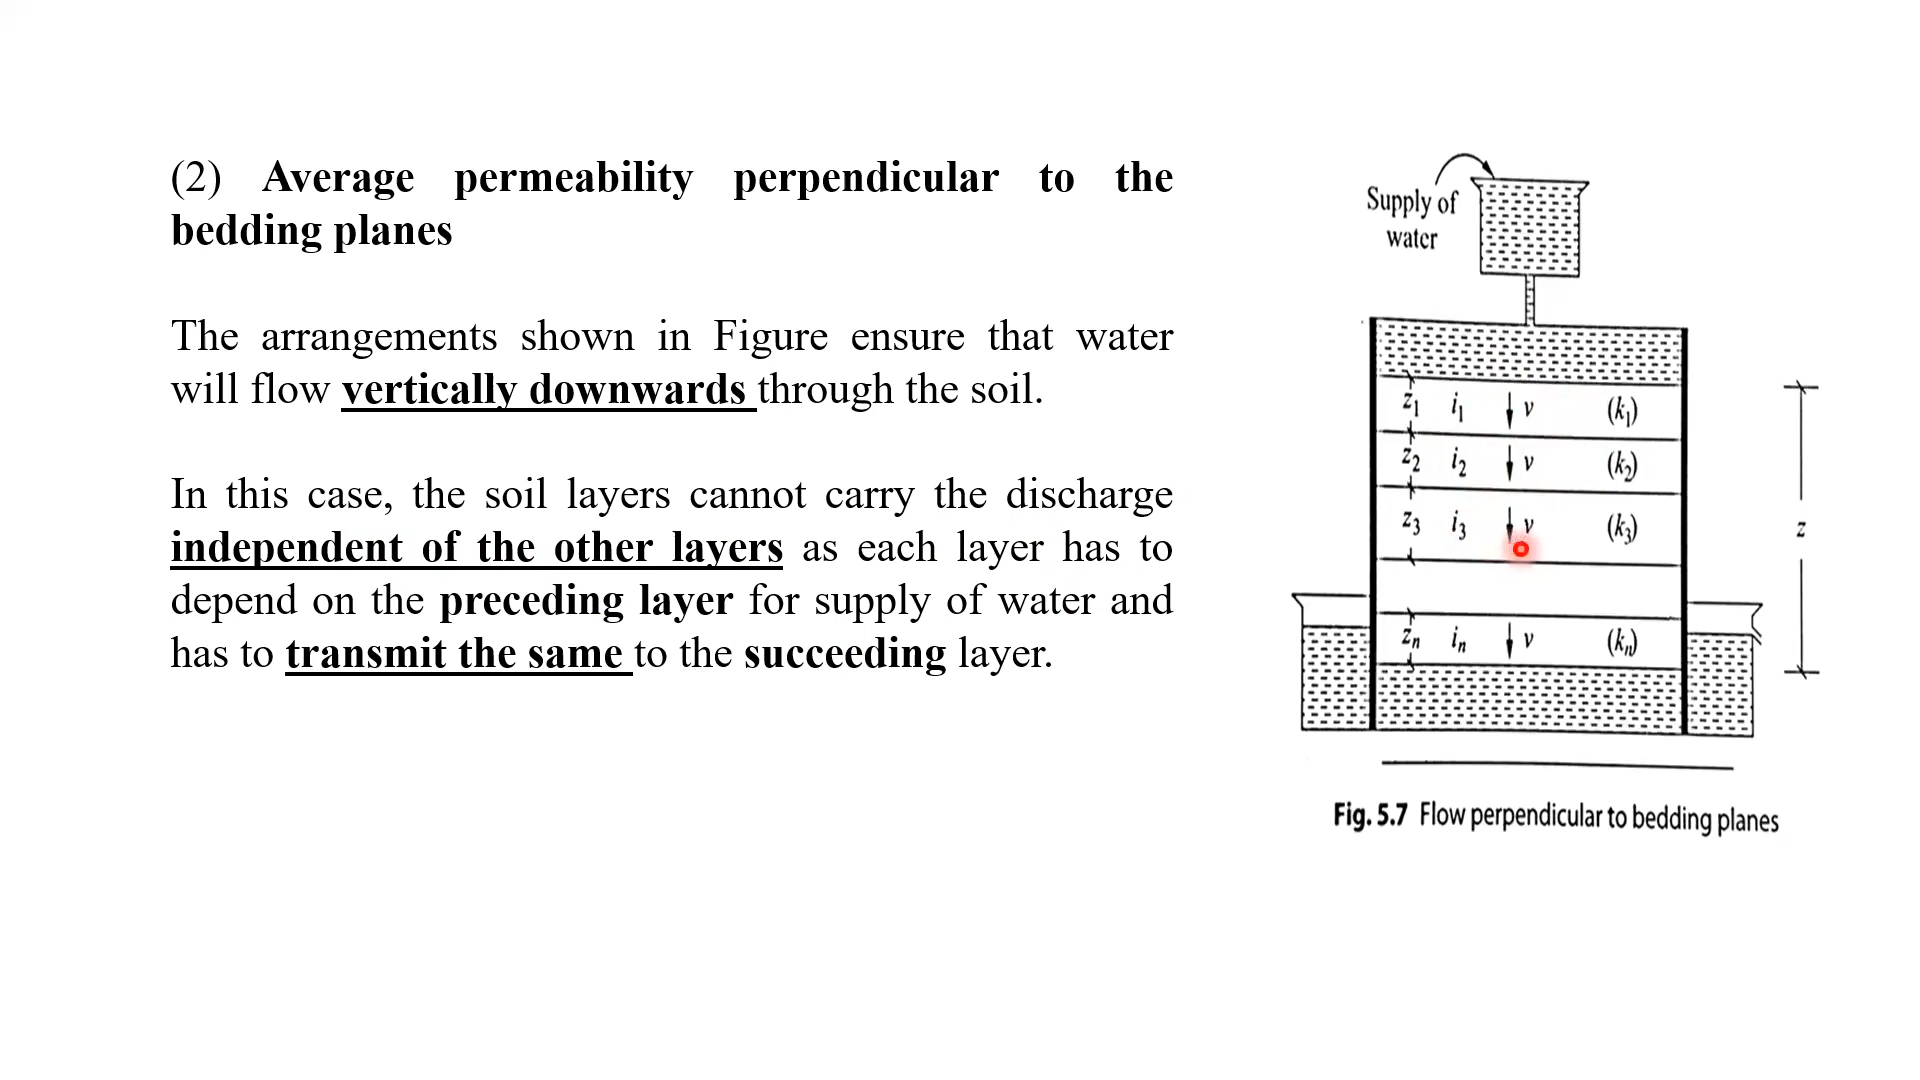 (2) Average permeability perpendicular to the
bedding planes
The arrangements shown in Figure ensure that water
will flow vertically downwards through the soil.
In this case, the soil layers cannot carry the discharge
independent of the other layers as each layer has to
depend on the preceding layer for supply of water and
has to transmit the same to the succeeding layer.
Supply of
water
z₁ i₁ v (k₁)
z₂ i₂ v (k₂)
z₃ i₃ v (k₃)
z
zₙ iₙ v (kₙ)
Fig. 5.7 Flow perpendicular to bedding planes